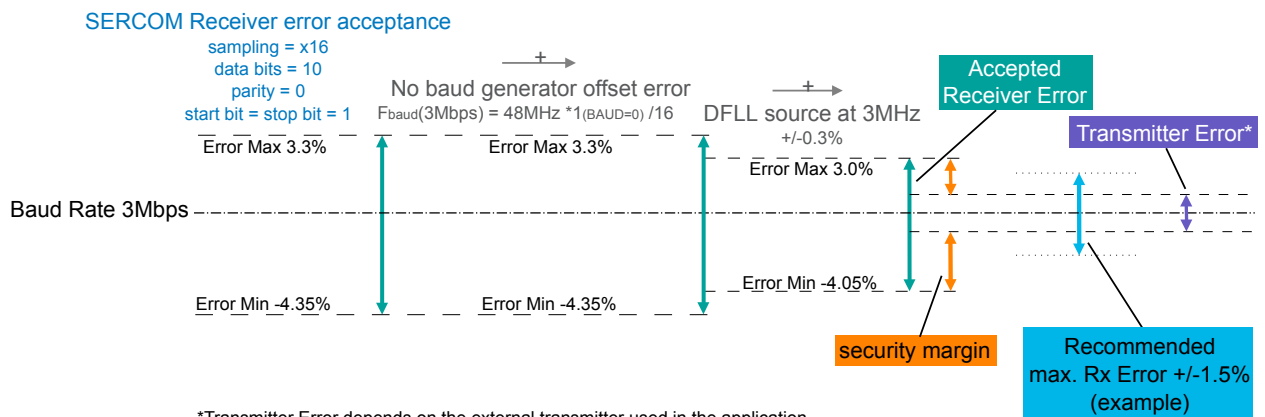 SERCOM Receiver error acceptance
sampling = x16
data bits = 10
parity = 0
start bit = stop bit = 1
+
No baud generator offset error
Fbaud(3Mbps) = 48MHz *1(BAUD=0) /16
+
DFLL source at 3MHz
+/-0.3%
Accepted
Receiver Error
Transmitter Error*
Error Max 3.3%
Error Max 3.3%
Error Max 3.0%
Baud Rate 3Mbps
Error Min -4.35%
Error Min -4.35%
Error Min -4.05%
security margin
Recommended
max. Rx Error +/-1.5%
(example)
*Transmitter Error depends on the external transmitter used in the application